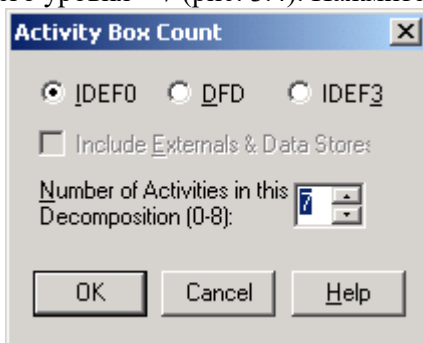 Activity Box Count
IDEF0 DFD IDEF3
Include Externals & Data Stores
Number of Activities in this
Decomposition (0-8):
7
OK Cancel Help